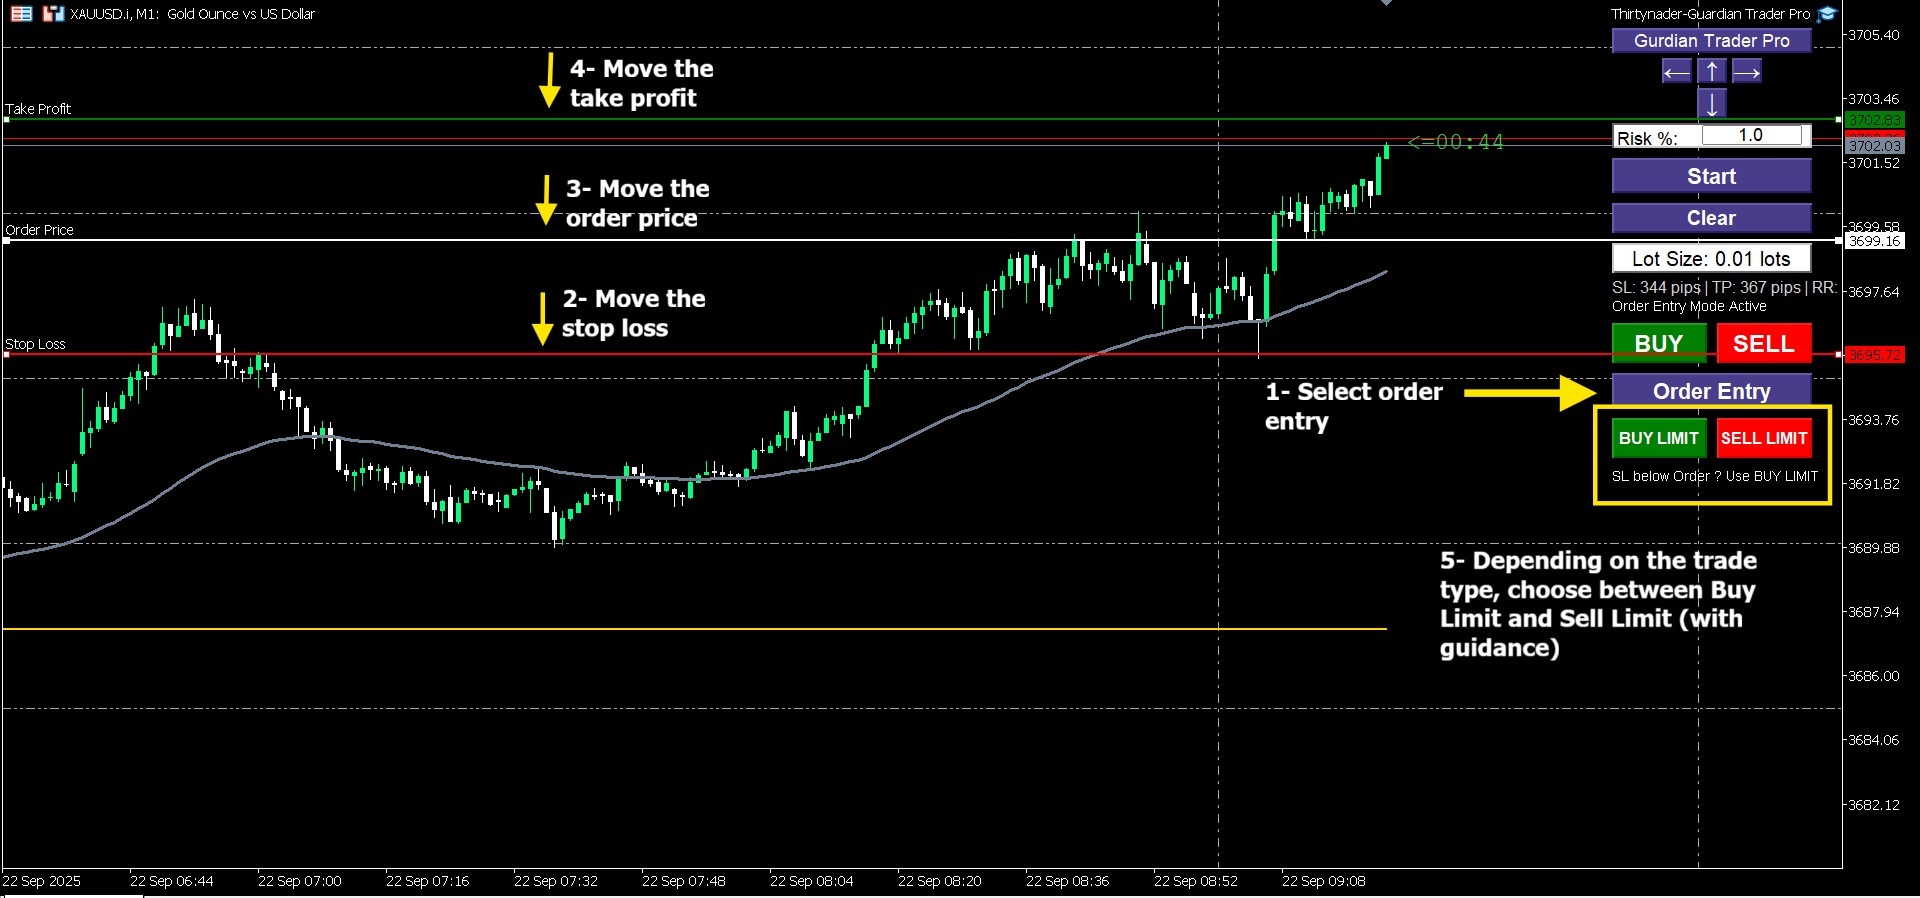 XAUUSD.i, M1: Gold Ounce vs US Dollar
Thirtynader-Guardian Trader Pro
Gurdian Trader Pro
←
↑
→
↓
Risk %:
1.0
Start
Clear
Lot Size: 0.01 lots
SL: 344 pips | TP: 367 pips | RR:
Order Entry Mode Active
BUY
SELL
Order Entry
BUY LIMIT
SELL LIMIT
SL below Order ? Use BUY LIMIT
4- Move the
take profit
Take Profit
<=00:44
3- Move the
order price
Order Price
2- Move the
stop loss
Stop Loss
1- Select order
entry
5- Depending on the trade
type, choose between Buy
Limit and Sell Limit (with
guidance)
3705.40
3703.46
3702.83
3702.03
3701.52
3699.58
3699.16
3697.64
3695.72
3693.76
3691.82
3689.88
3687.94
3686.00
3684.06
3682.12
22 Sep 2025
22 Sep 06:44
22 Sep 07:00
22 Sep 07:16
22 Sep 07:32
22 Sep 07:48
22 Sep 08:04
22 Sep 08:20
22 Sep 08:36
22 Sep 08:52
22 Sep 09:08